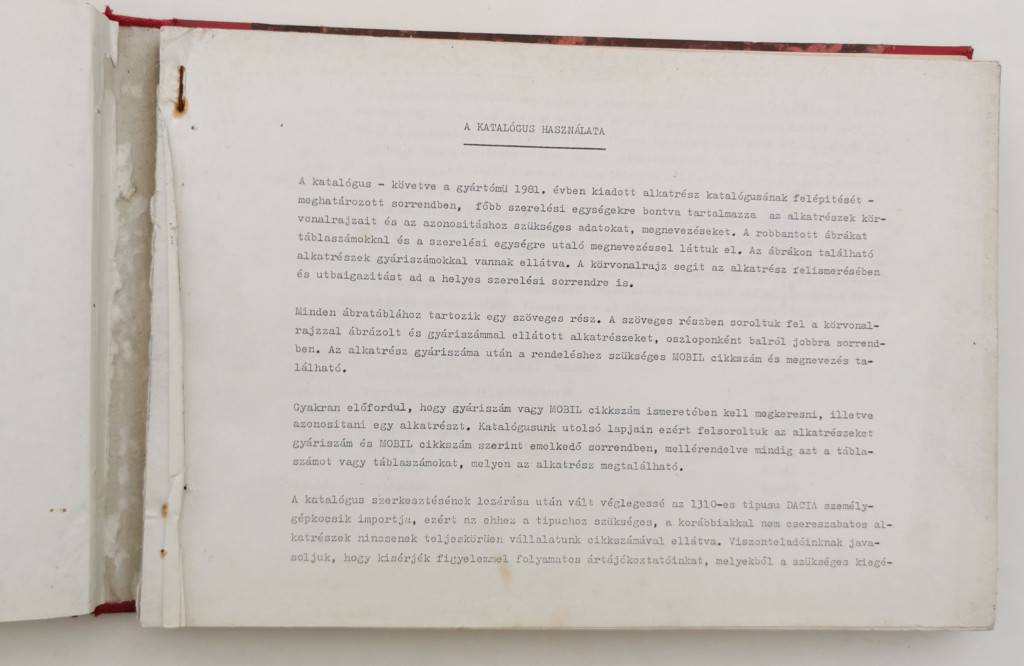 A KATALÓGUS HASZNÁLATA
A katalógus - követve a gyártómü 1981. évben kiadott alkatrész katalógusának felépitését -
meghatározott sorrendben, főbb szerelési egységekre bontva tartalmazza az alkatrészek kör-
vonalrajzait és az azonositáshoz szükséges adatokat, megnevezéseket. A robbantott ábrákat
táblaszámokkal és a szerelési egységre utaló megnevezéssel láttuk el. Az ábrákon található
alkatrészek gyáriszámokkal vannak ellátva. A körvonalrajz segit az alkatrész felismerésében
és utbaigazitást ad a helyes szerelési sorrendre is.
Minden ábratáblához tartozik egy szöveges rész. A szöveges részben soroltuk fel a körvonal-
rajzzal ábrázolt és gyáriszámmal ellátott alkatrészeket, oszloponként balról jobbra sorrend-
ben. Az alkatrész gyáriszáma után a rendeléshez szükséges MOBIL cikkszám és megnevezés ta-
lálható.
Gyakran előfordul, hogy gyáriszám vagy MOBIL cikkszám ismeretében kell megkeresni, illetve
azonositani egy alkatrészt. Katalógusunk utolsó lapjain ezért felsoroltuk az alkatrészeket
gyáriszám és MOBIL cikkszám szerint emelkedő sorrendben, mellérendelve mindig azt a tábla-
számot vagy táblaszámokat, melyen az alkatrész megtalálható.
A katalógus szerkesztésének lezárása után vált véglegessé az 1310-es tipusu DACIA személy-
gépkocsik importja, ezért az ehhez a tipushoz szükséges, a korábbiakkal nem csereszabatos al-
katrészek nincsenek teljeskörüen vállalatunk cikkszámával ellátva. Viszonteladóinknak java-
soljuk, hogy kisérjék figyelemmel folyamatos ártájékoztatóinkat, melyekből a szükséges kiegé-